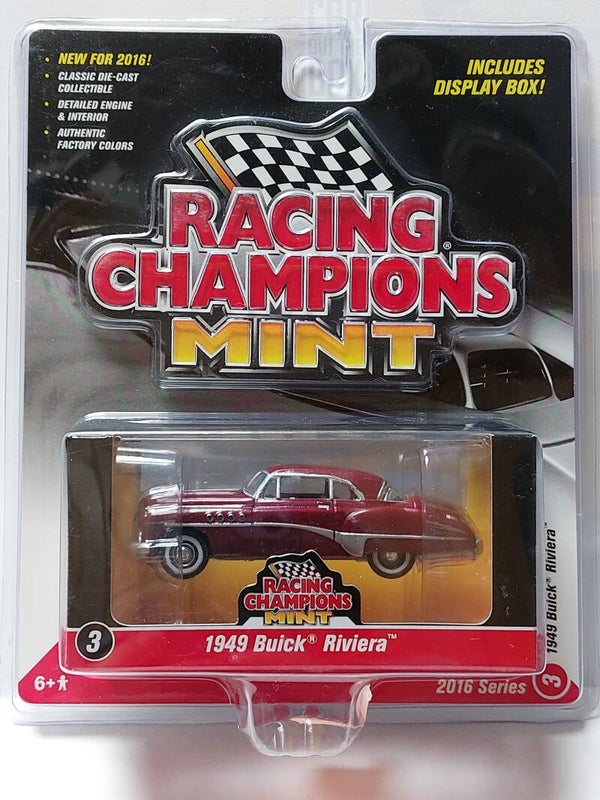 • NEW FOR 2016!
• CLASSIC DIE-CAST
COLLECTIBLE
• DETAILED ENGINE
& INTERIOR
• AUTHENTIC
FACTORY COLORS
INCLUDES
DISPLAY BOX!
RACING
CHAMPIONS®
MINT
RACING
CHAMPIONS
MINT
3
1949 Buick® Riviera™
1949 Buick® Riviera™
3
6+
2016 Series